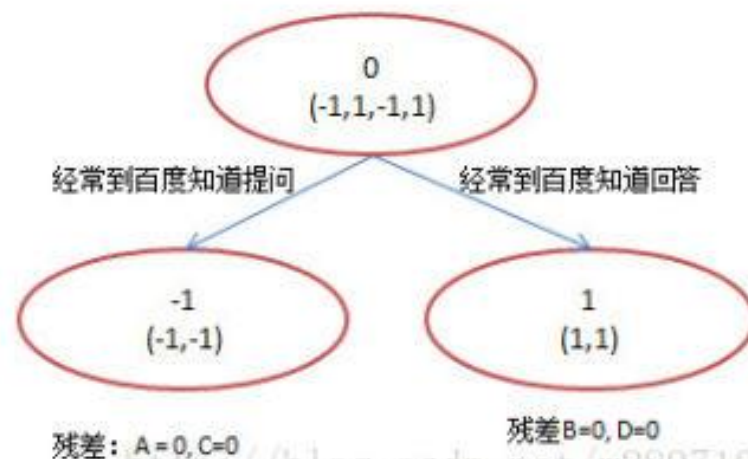 0
(-1,1,-1,1)
经常到百度知道提问
经常到百度知道回答
-1
(-1,-1)
1
(1,1)
残差：A = 0, C=0
残差B=0, D=0